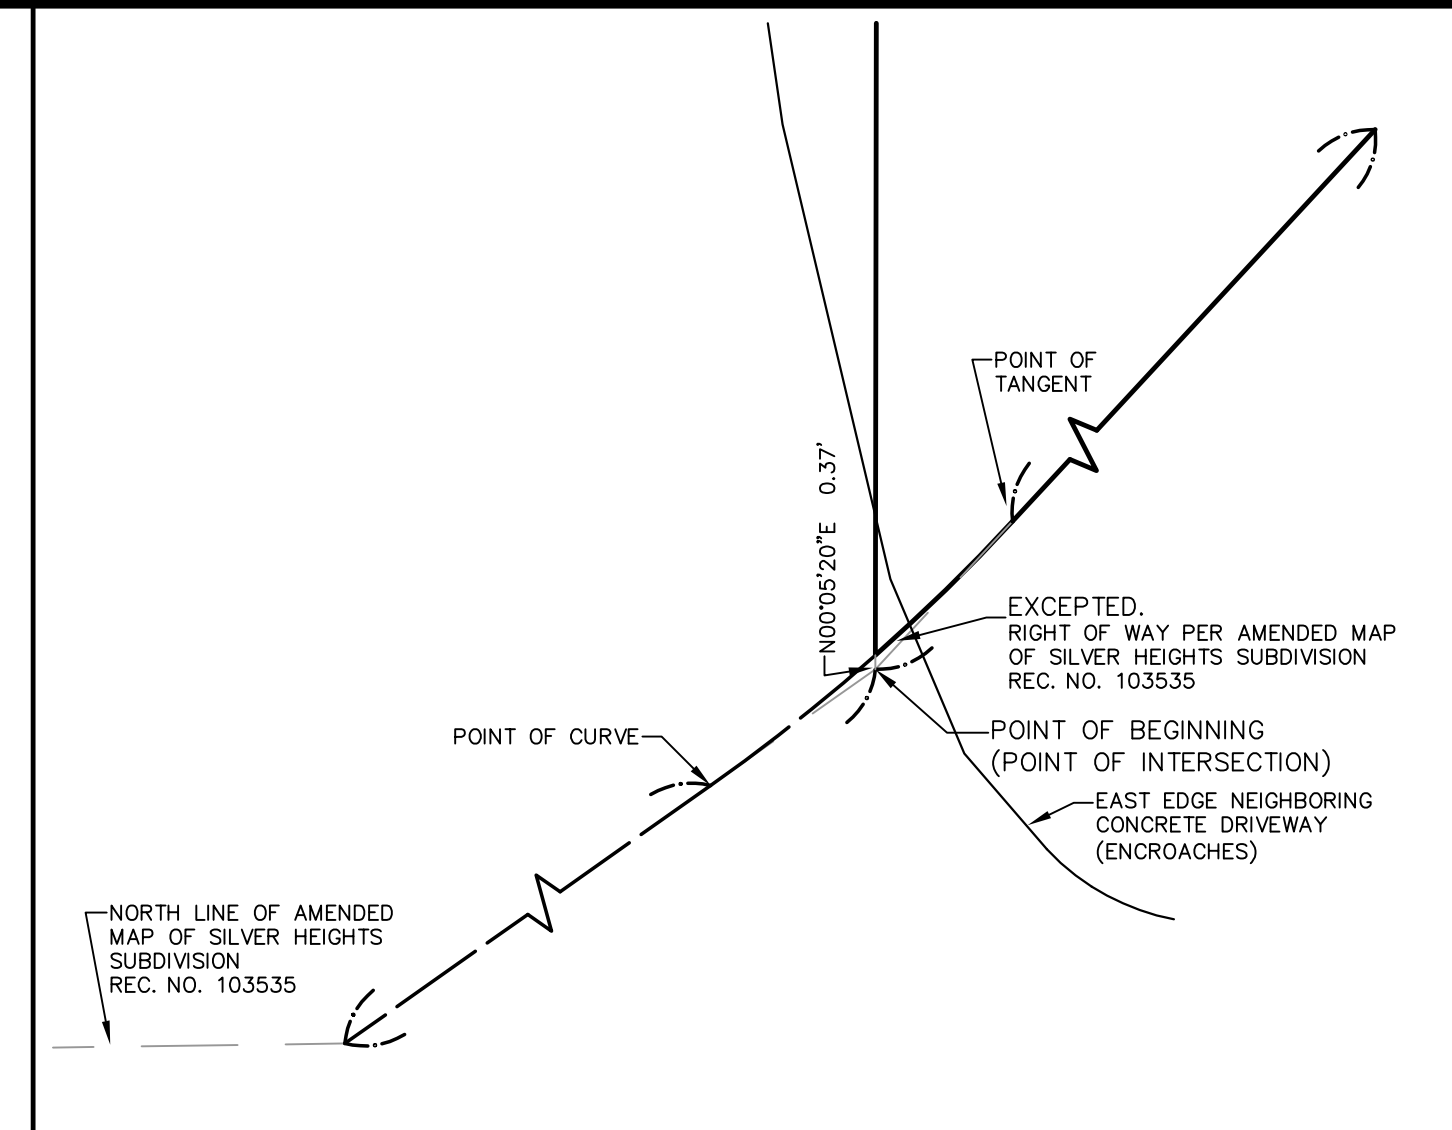 POINT OF
TANGENT
N00°05'20"E 0.37'
EXCEPTED.
RIGHT OF WAY PER AMENDED MAP
OF SILVER HEIGHTS SUBDIVISION
REC. NO. 103535
POINT OF BEGINNING
(POINT OF INTERSECTION)
POINT OF CURVE
EAST EDGE NEIGHBORING
CONCRETE DRIVEWAY
(ENCROACHES)
NORTH LINE OF AMENDED
MAP OF SILVER HEIGHTS
SUBDIVISION
REC. NO. 103535